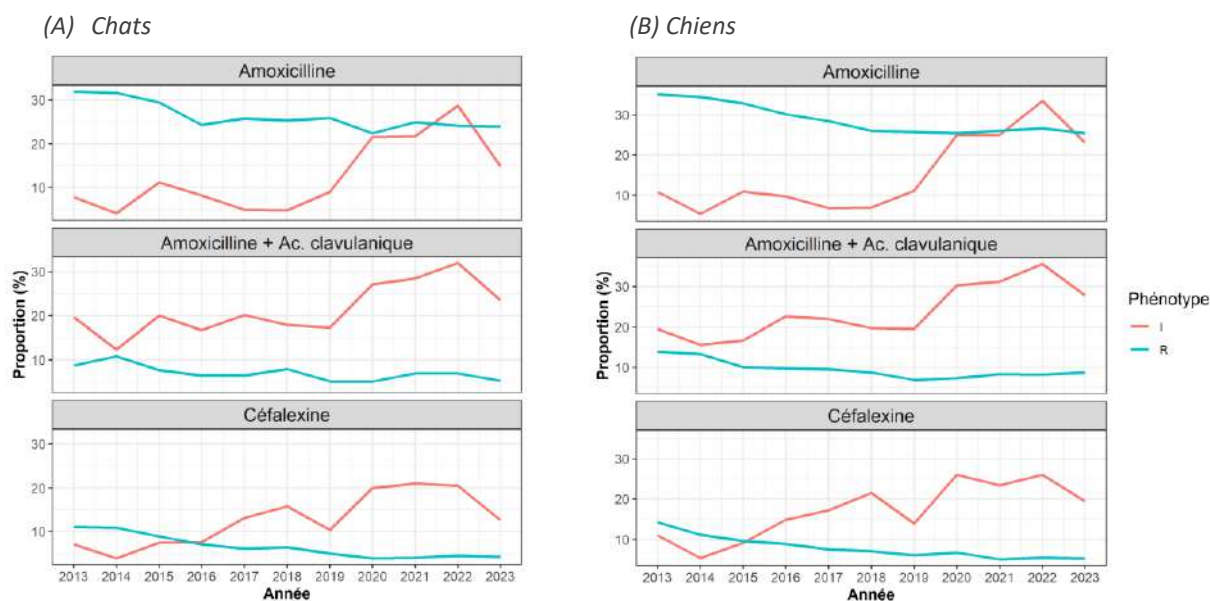 (A) Chats
Amoxicilline
30
20
10
Amoxicilline + Ac. clavulanique
30
20
10
Céfalexine
30
20
10
2013 2014 2015 2016 2017 2018 2019 2020 2021 2022 2023
Année
Proportion (%)
(B) Chiens
Amoxicilline
30
20
10
Amoxicilline + Ac. clavulanique
30
20
10
Céfalexine
30
20
10
2013 2014 2015 2016 2017 2018 2019 2020 2021 2022 2023
Année
Proportion (%)
Phénotype
I
R